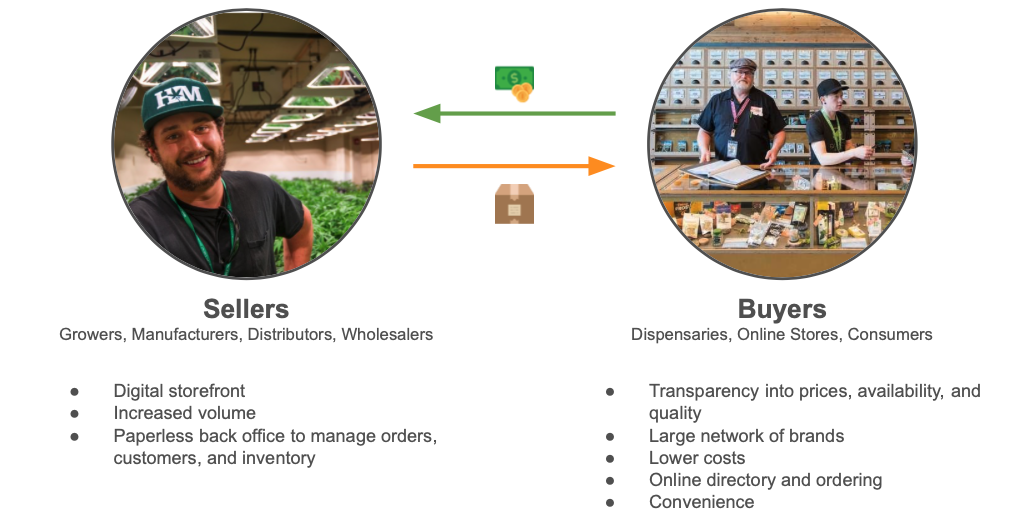 H&M
$
Sellers
Growers, Manufacturers, Distributors, Wholesalers
● Digital storefront
● Increased volume
● Paperless back office to manage orders,
customers, and inventory
Buyers
Dispensaries, Online Stores, Consumers
● Transparency into prices, availability, and
quality
● Large network of brands
● Lower costs
● Online directory and ordering
● Convenience